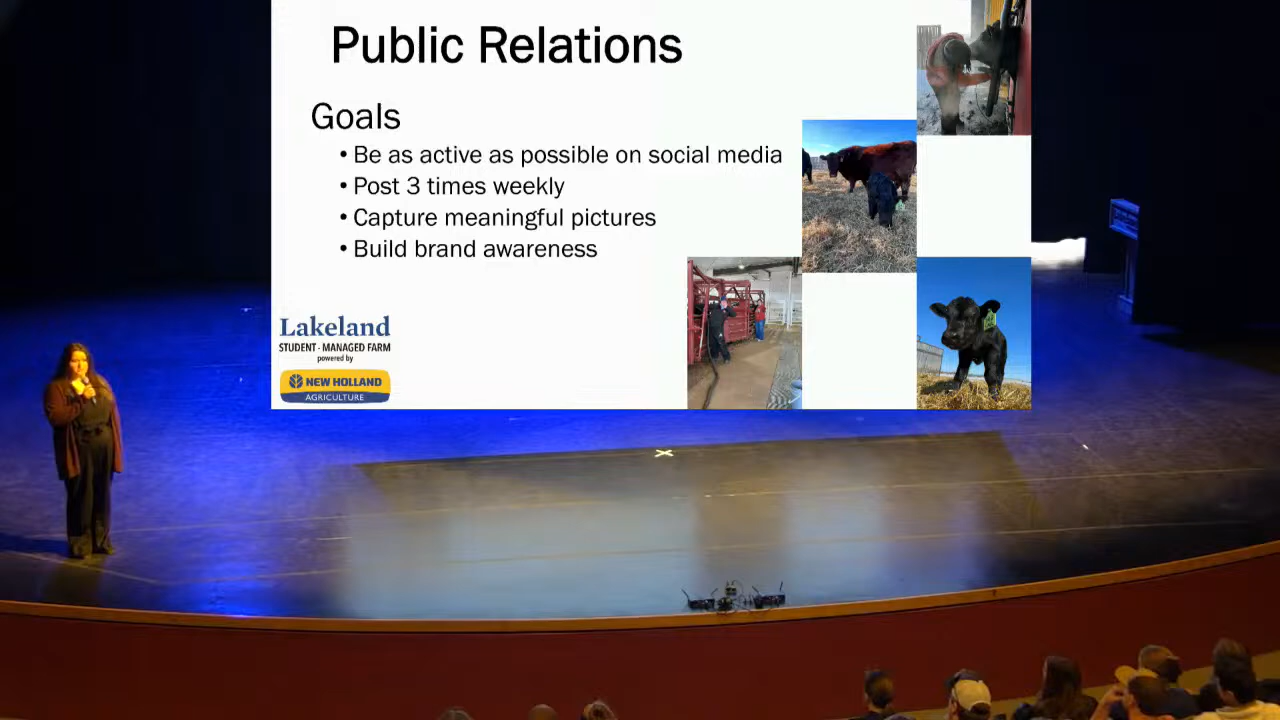 Public Relations
Goals
• Be as active as possible on social media
• Post 3 times weekly
• Capture meaningful pictures
• Build brand awareness
Lakeland
STUDENT - MANAGED FARM
powered by
NEW HOLLAND
AGRICULTURE